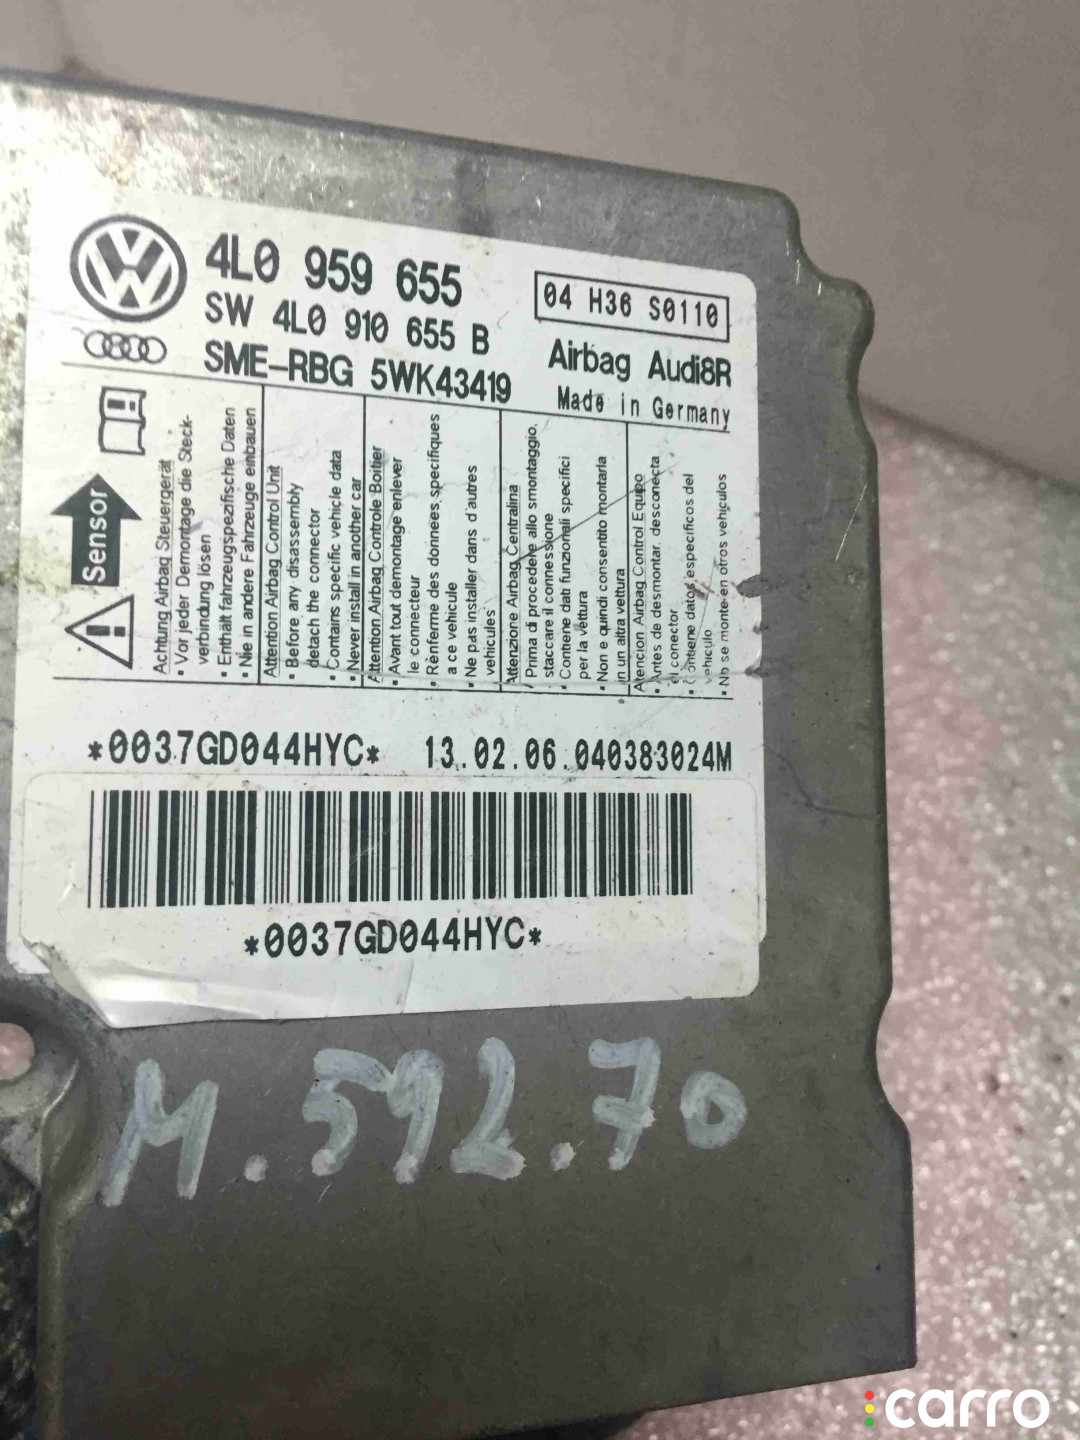 4L0 959 655
SW 4L0 910 655 B
SME-RBG 5WK43419
04 H36 S0110
Airbag Audi8R
Made in Germany
Sensor
Achtung Airbag Steuergerät
• Vor jeder Demontage die Steck-
verbindung lösen
• Enthält fahrzeugspezifische Daten
• Nie in andere Fahrzeuge einbauen
Attention Airbag Control Unit
• Before any disassembly
detach the connector
• Contains specific vehicle data
• Never install in another car
Attention Airbag Controle Boitier
• Avant tout demontage enlever
le connecteur
• Rènferme des donnees specifiques
a ce vehicule
• Ne pas installer dans d'autres
vehicules
Attenzione Airbag Centralina
• Prima di procedere allo smontaggio,
staccare il connessione
• Contiene dati funzionali specifici
per la vettura
• Non e quindi consentito montarla
in un altra vettura
Atencion Airbag Control Equipo
• Antes de desmontar, desconecta
el conector
• Contiene datos especificos del
vehiculo
• No se monte en otros vehiculos
*0037GD044HYC*
13.02.06 040383024M
*0037GD044HYC*
M.592.70
carro